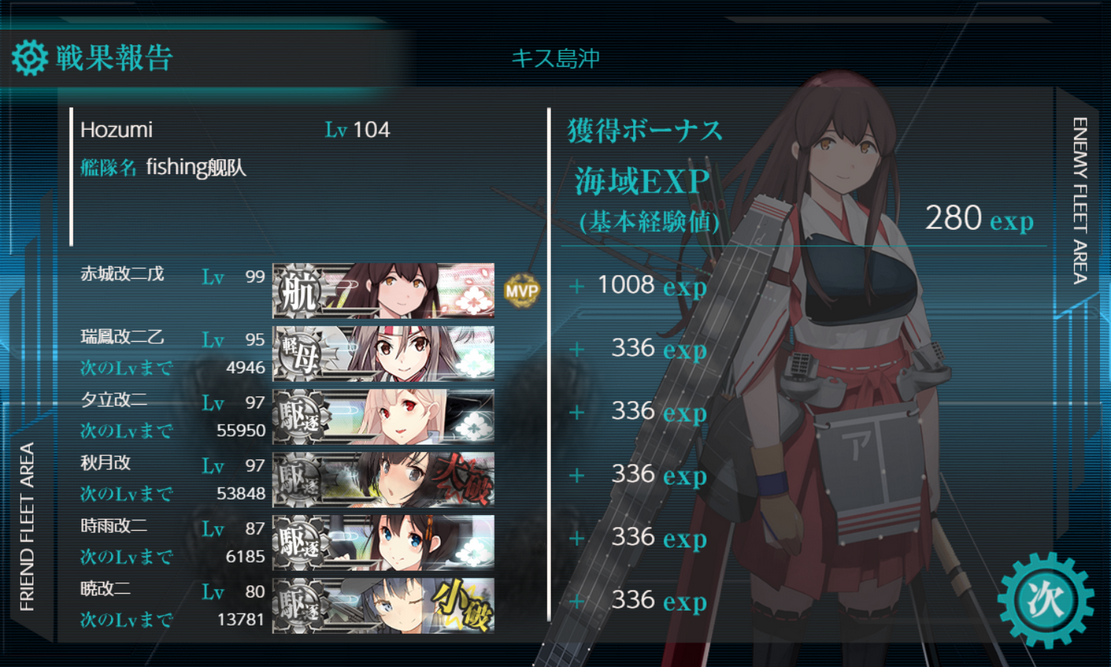 戦果報告
キス島沖
Hozumi Lv 104
艦隊名 fishing舰队
赤城改二戊 Lv 99
航
MVP
瑞鳳改二乙 Lv 95
次のLvまで 4946
軽母
夕立改二 Lv 97
次のLvまで 55950
駆逐
秋月改 Lv 97
次のLvまで 53848
駆逐
大破
時雨改二 Lv 87
次のLvまで 6185
駆逐
暁改二 Lv 80
次のLvまで 13781
駆逐
小破
獲得ボーナス
海域EXP
(基本経験値) 280 exp
+ 1008 exp
+ 336 exp
+ 336 exp
+ 336 exp
+ 336 exp
+ 336 exp
ア
次
FRIEND FLEET AREA
ENEMY FLEET AREA